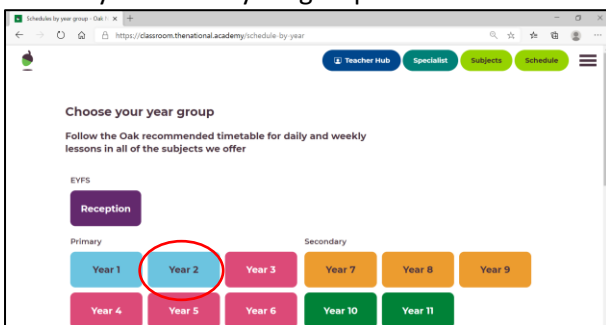 Schedules by year group - Oak
https://classroom.thenational.academy/schedule-by-year
Teacher Hub
Specialist
Subjects
Schedule
Choose your year group
Follow the Oak recommended timetable for daily and weekly
lessons in all of the subjects we offer
EYFS
Reception
Primary
Secondary
Year 1
Year 2
Year 3
Year 7
Year 8
Year 9
Year 4
Year 5
Year 6
Year 10
Year 11